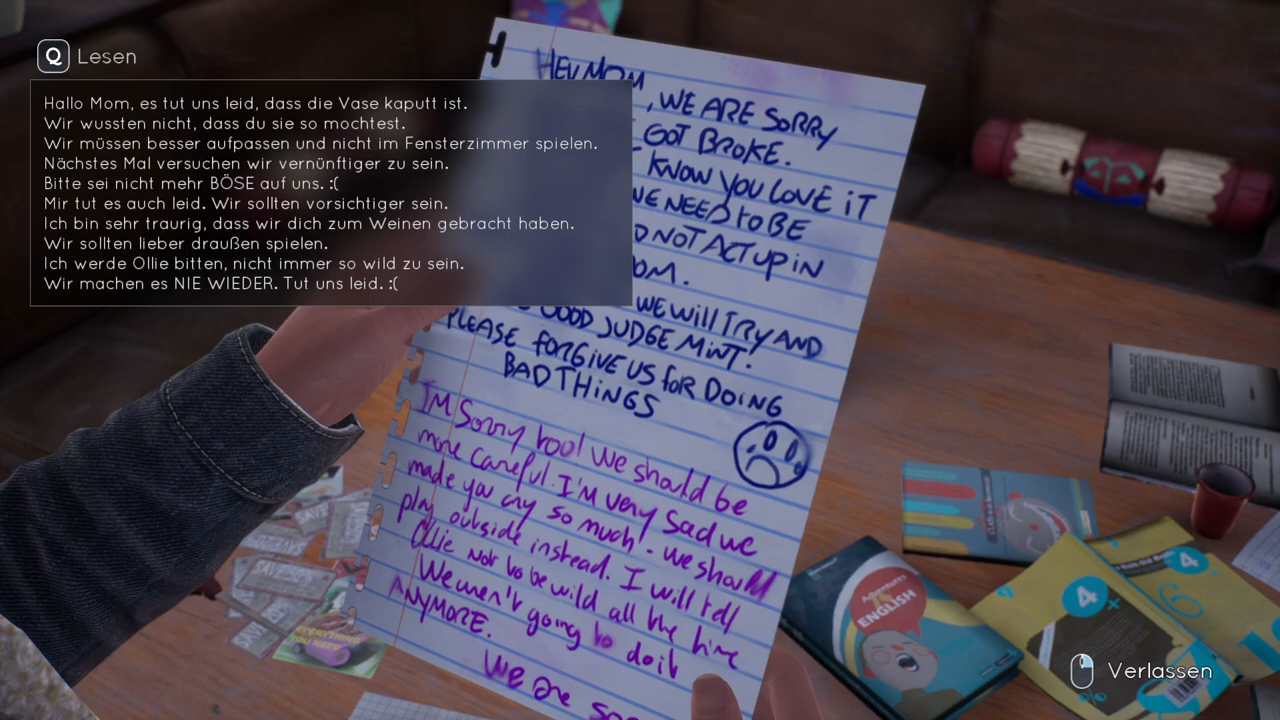 Q Lesen
Hallo Mom, es tut uns leid, dass die Vase kaputt ist.
Wir wussten nicht, dass du sie so mochtest.
Wir müssen besser aufpassen und nicht im Fensterzimmer spielen.
Nächstes Mal versuchen wir vernünftiger zu sein.
Bitte sei nicht mehr BÖSE auf uns. :(
Mir tut es auch leid. Wir sollten vorsichtiger sein.
Ich bin sehr traurig, dass wir dich zum Weinen gebracht haben.
Wir sollten lieber draußen spielen.
Ich werde Ollie bitten, nicht immer so wild zu sein.
Wir machen es NIE WIEDER. Tut uns leid. :(
HEY MOM, WE ARE SORRY
GOT BROKE.
KNOW YOU LOVE iT
WE NEED to BE
NOT ACT UP iN
WE WiLL TRY AND
GOOD JUDGE MiNT.
PLEASE FORGiVE US FOR DOiNG
BAD THiNGS
I'M Sorry too! We should be
more careful. I'm very sad we
made you cry so much. We should
play outside instead. I will tell
Ollie not to be wild all the time
We weren't going to do it
ANYMORE.
We are
Adventures
ENGLISH
4
4
6
EVERYTHING
YOU NEED
Verlassen